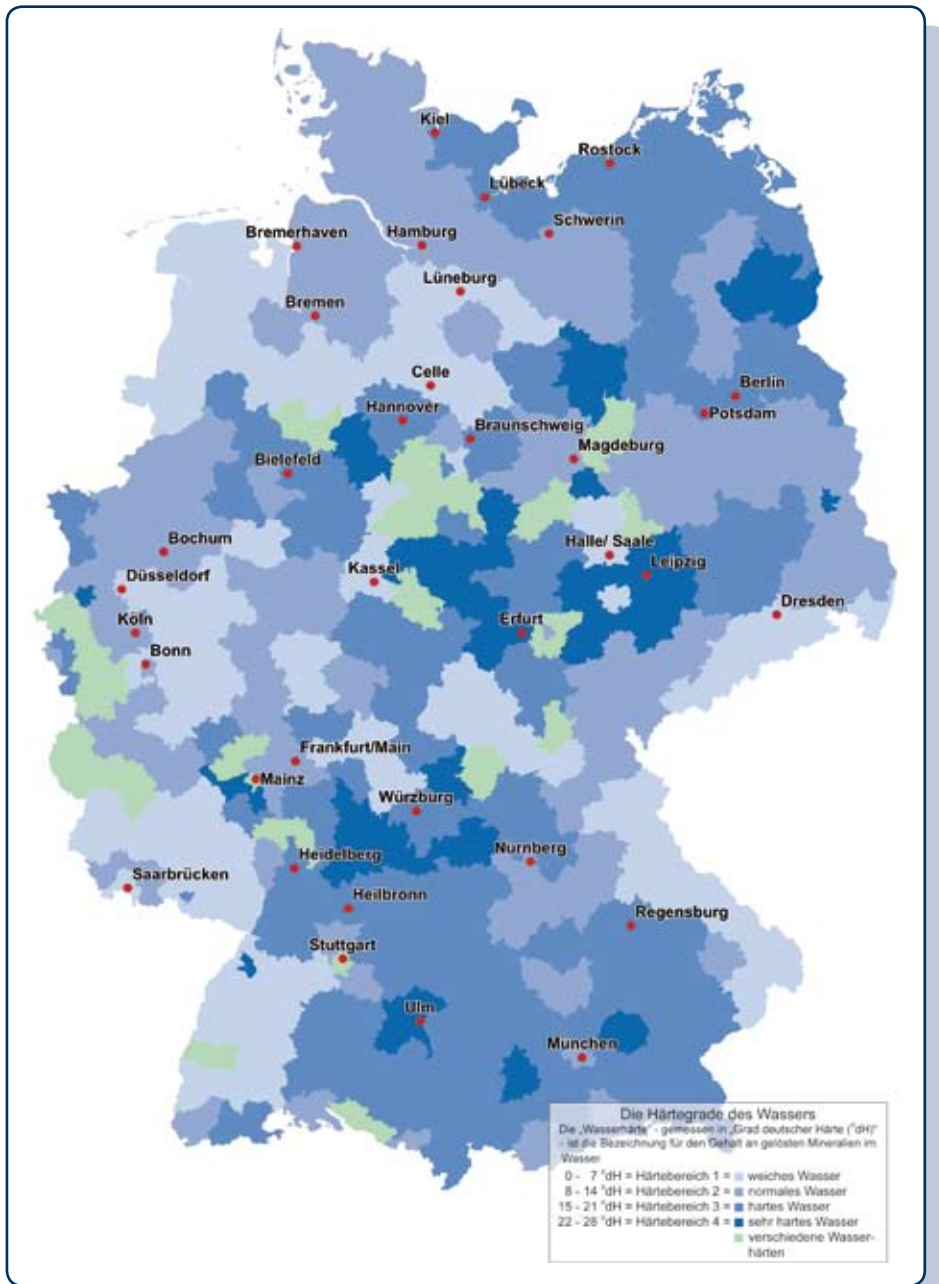 Kiel
Rostock
Lübeck
Schwerin
Bremerhaven
Hamburg
Lüneburg
Bremen
Celle
Berlin
Hannover
Potsdam
Braunschweig
Magdeburg
Bielefeld
Bochum
Halle/ Saale
Leipzig
Kassel
Düsseldorf
Dresden
Köln
Erfurt
Bonn
Frankfurt/Main
Mainz
Würzburg
Nurnberg
Heidelberg
Saarbrücken
Heilbronn
Regensburg
Stuttgart
Ulm
Munchen
Die Härtegrade des Wassers
Die „Wasserhärte" - gemessen in „Grad deutscher Härte (°dH)"
- ist die Bezeichnung für den Gehalt an gelösten Mineralien im
Wasser
0 - 7 °dH = Härtebereich 1 = weiches Wasser
8 - 14 °dH = Härtebereich 2 = normales Wasser
15 - 21 °dH = Härtebereich 3 = hartes Wasser
22 - 28 °dH = Härtebereich 4 = sehr hartes Wasser
verschiedene Wasser-
härten